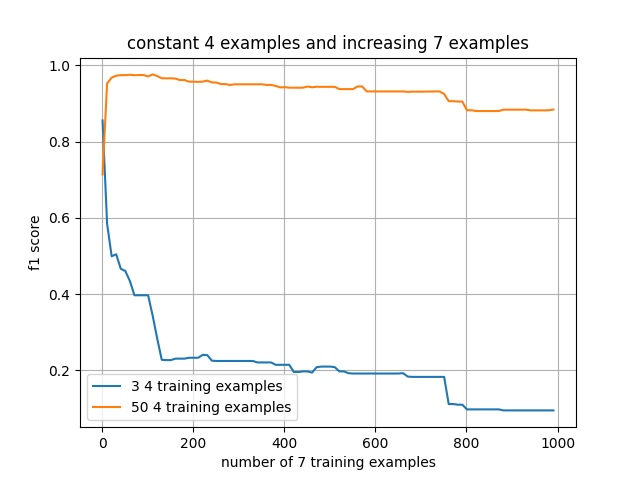 constant 4 examples and increasing 7 examples
1.0
0.8
0.6
0.4
0.2
f1 score
3 4 training examples
50 4 training examples
0 200 400 600 800 1000
number of 7 training examples